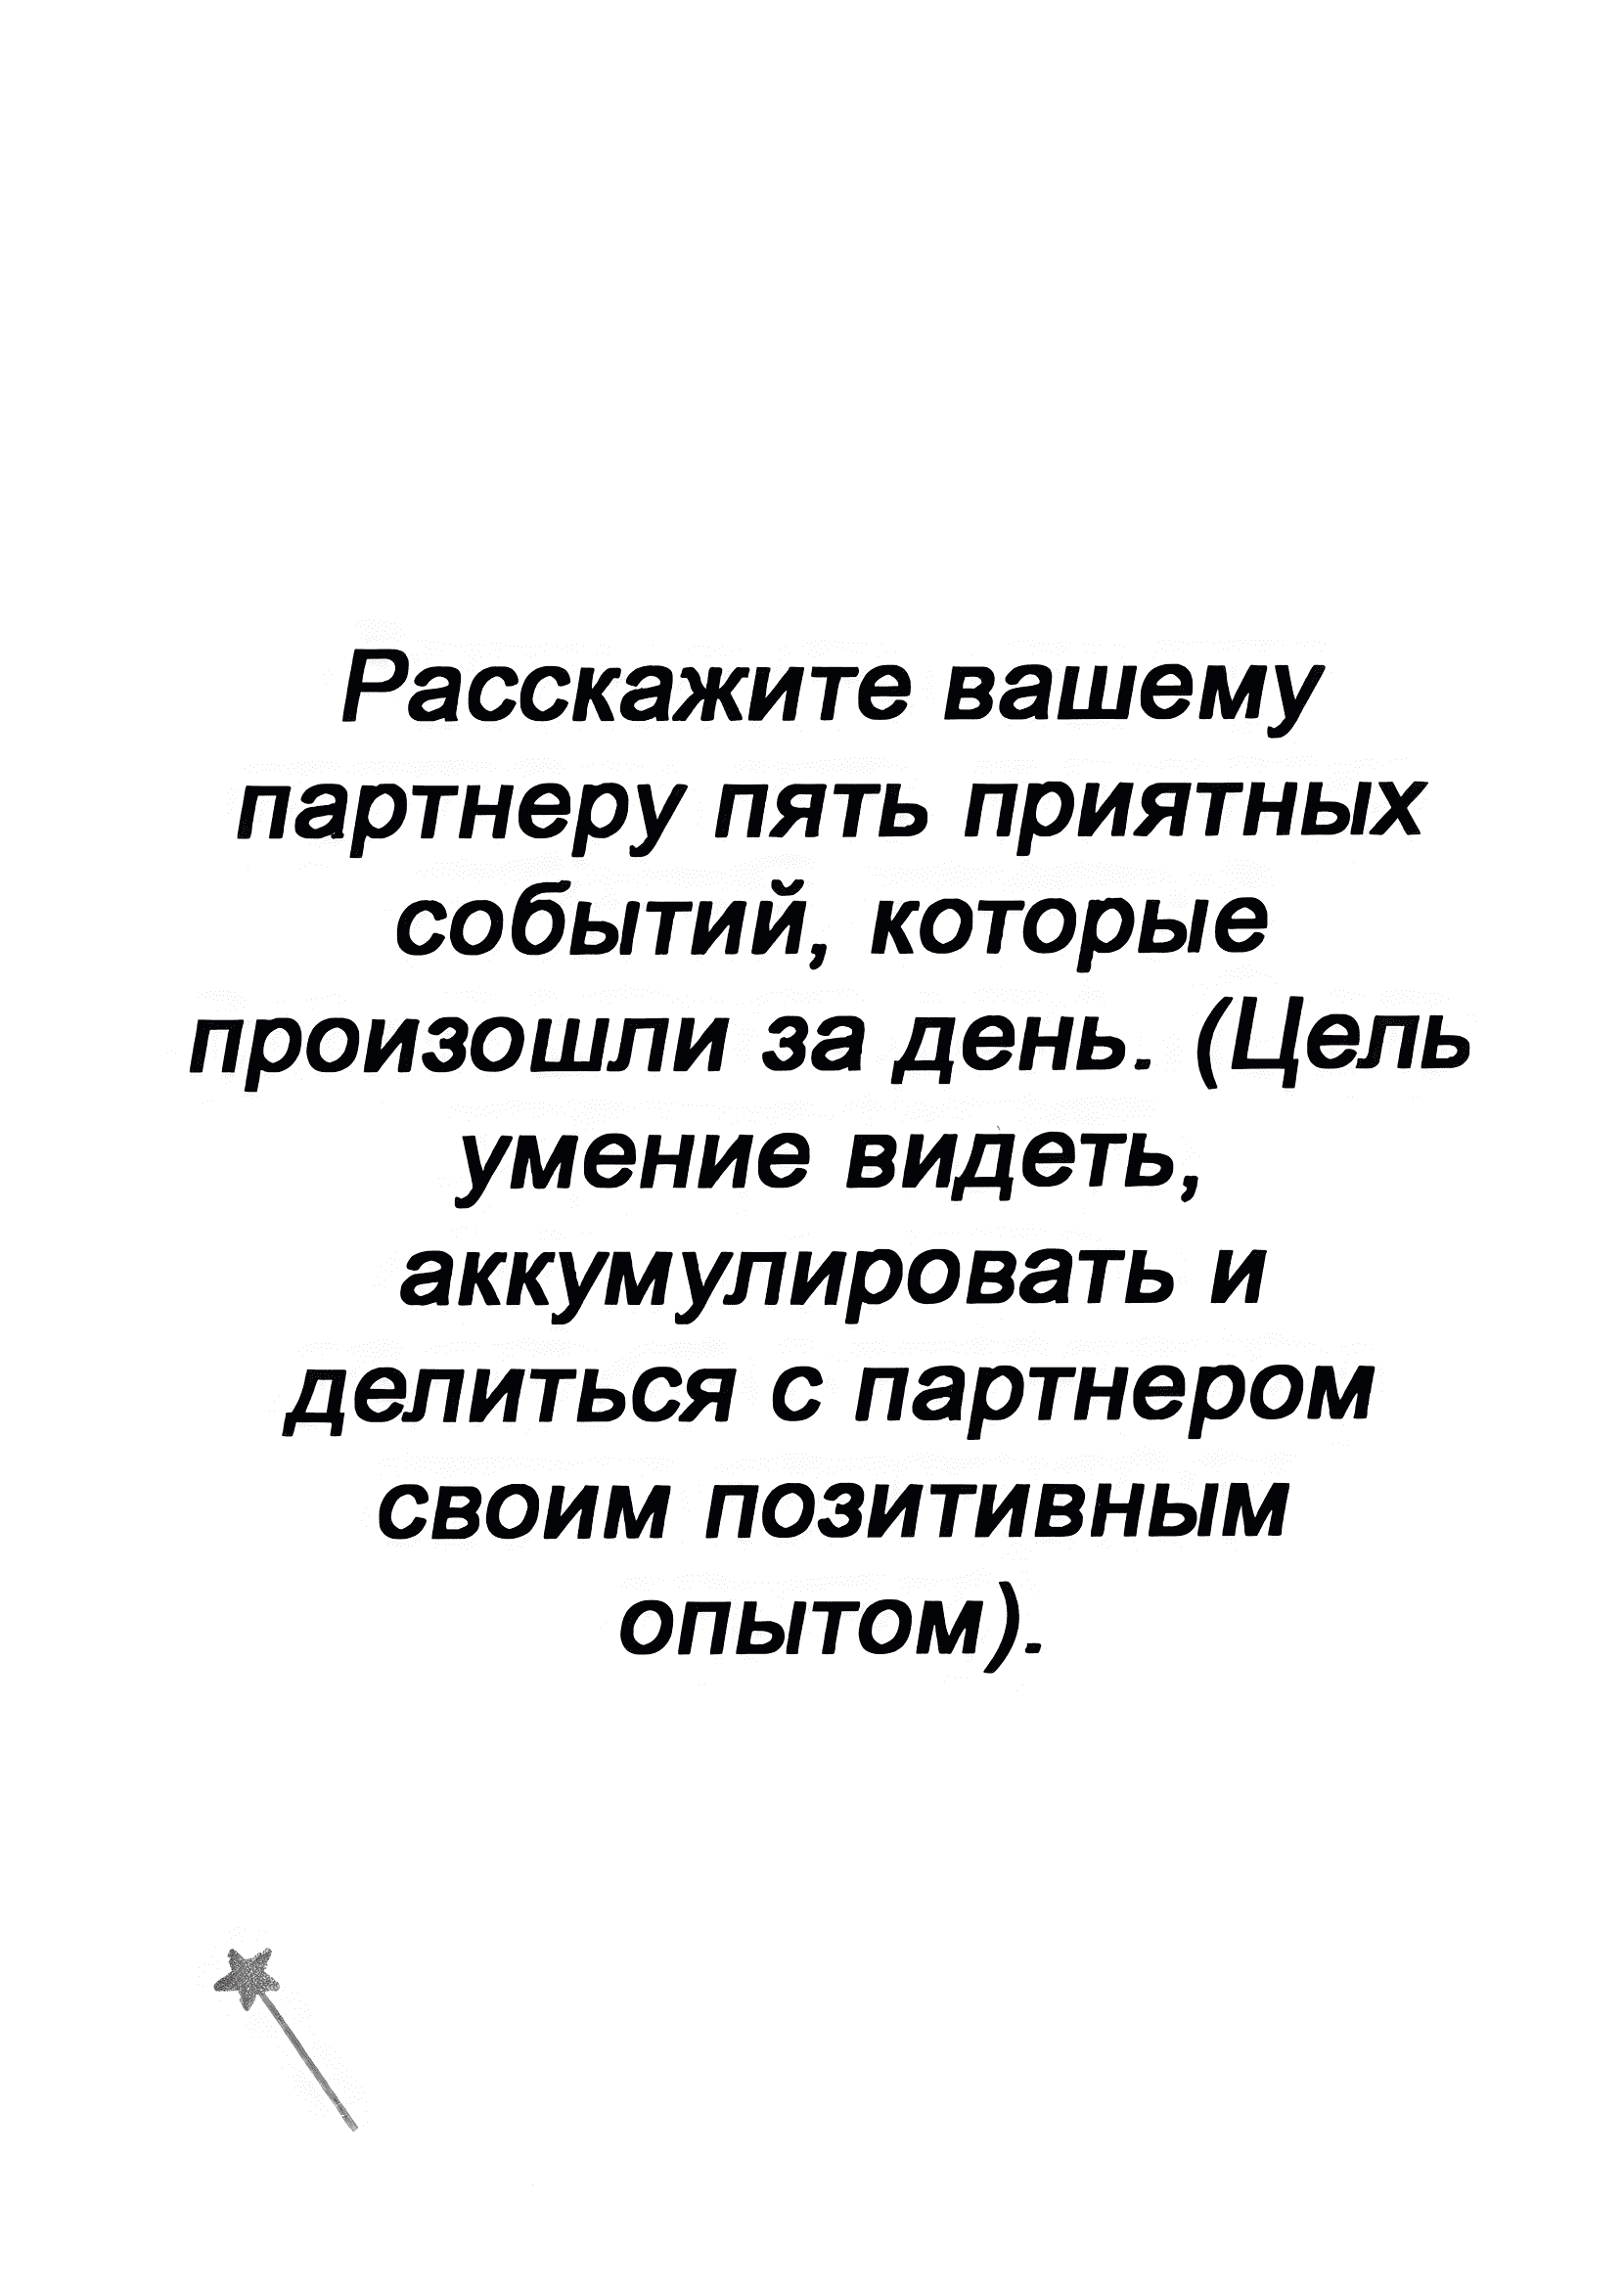 Расскажите вашему
партнеру пять приятных
событий, которые
произошли за день. (Цель
умение видеть,
аккумулировать и
делиться с партнером
своим позитивным
опытом).